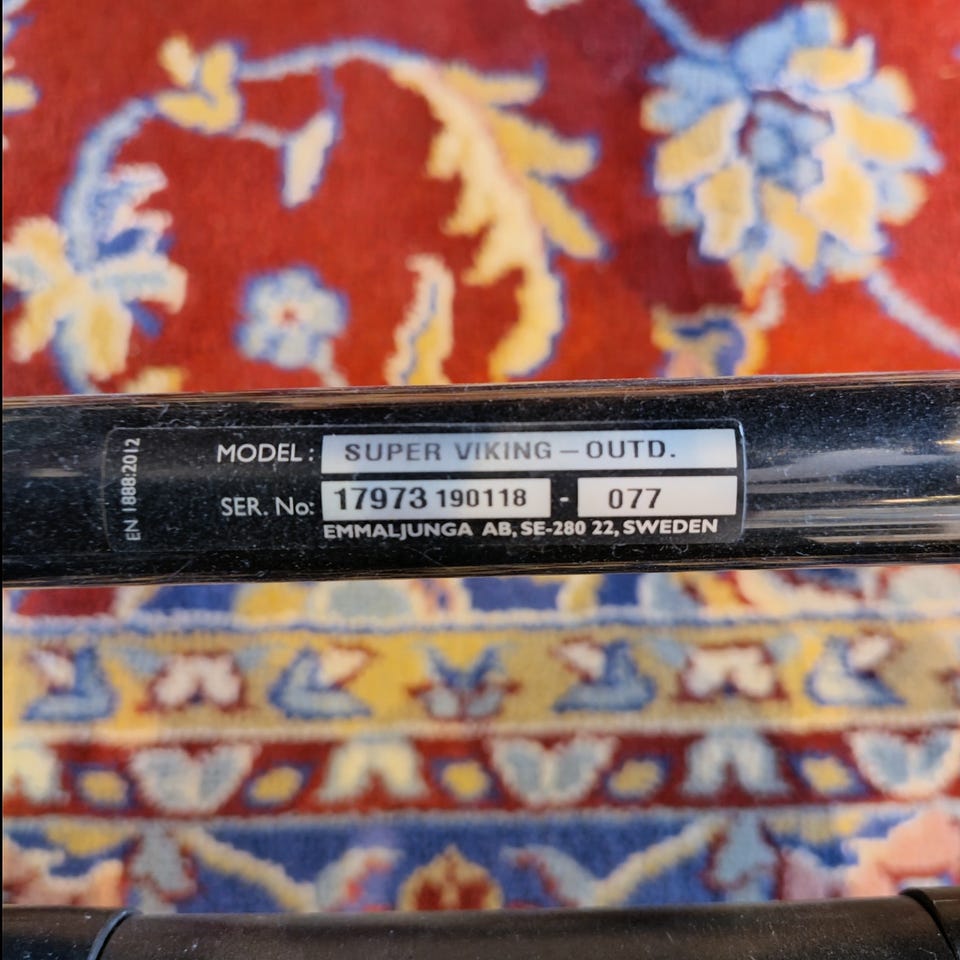 EN 1888:2012
MODEL: SUPER VIKING – OUTD.
SER. No: 17973 190118 - 077
EMMALJUNGA AB, SE-280 22, SWEDEN